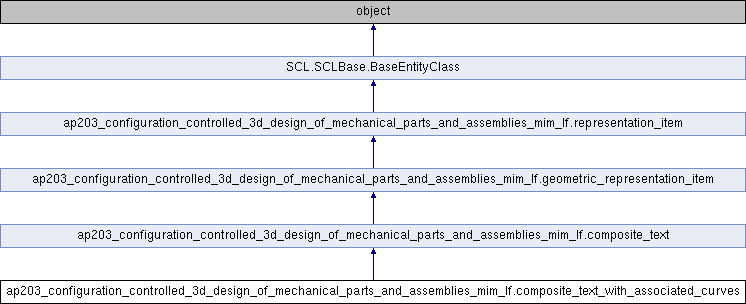 object
SCL.SCLBase.BaseEntityClass
ap203_configuration_controlled_3d_design_of_mechanical_parts_and_assemblies_mim_lf.representation_item
ap203_configuration_controlled_3d_design_of_mechanical_parts_and_assemblies_mim_lf.geometric_representation_item
ap203_configuration_controlled_3d_design_of_mechanical_parts_and_assemblies_mim_lf.composite_text
ap203_configuration_controlled_3d_design_of_mechanical_parts_and_assemblies_mim_lf.composite_text_with_associated_curves